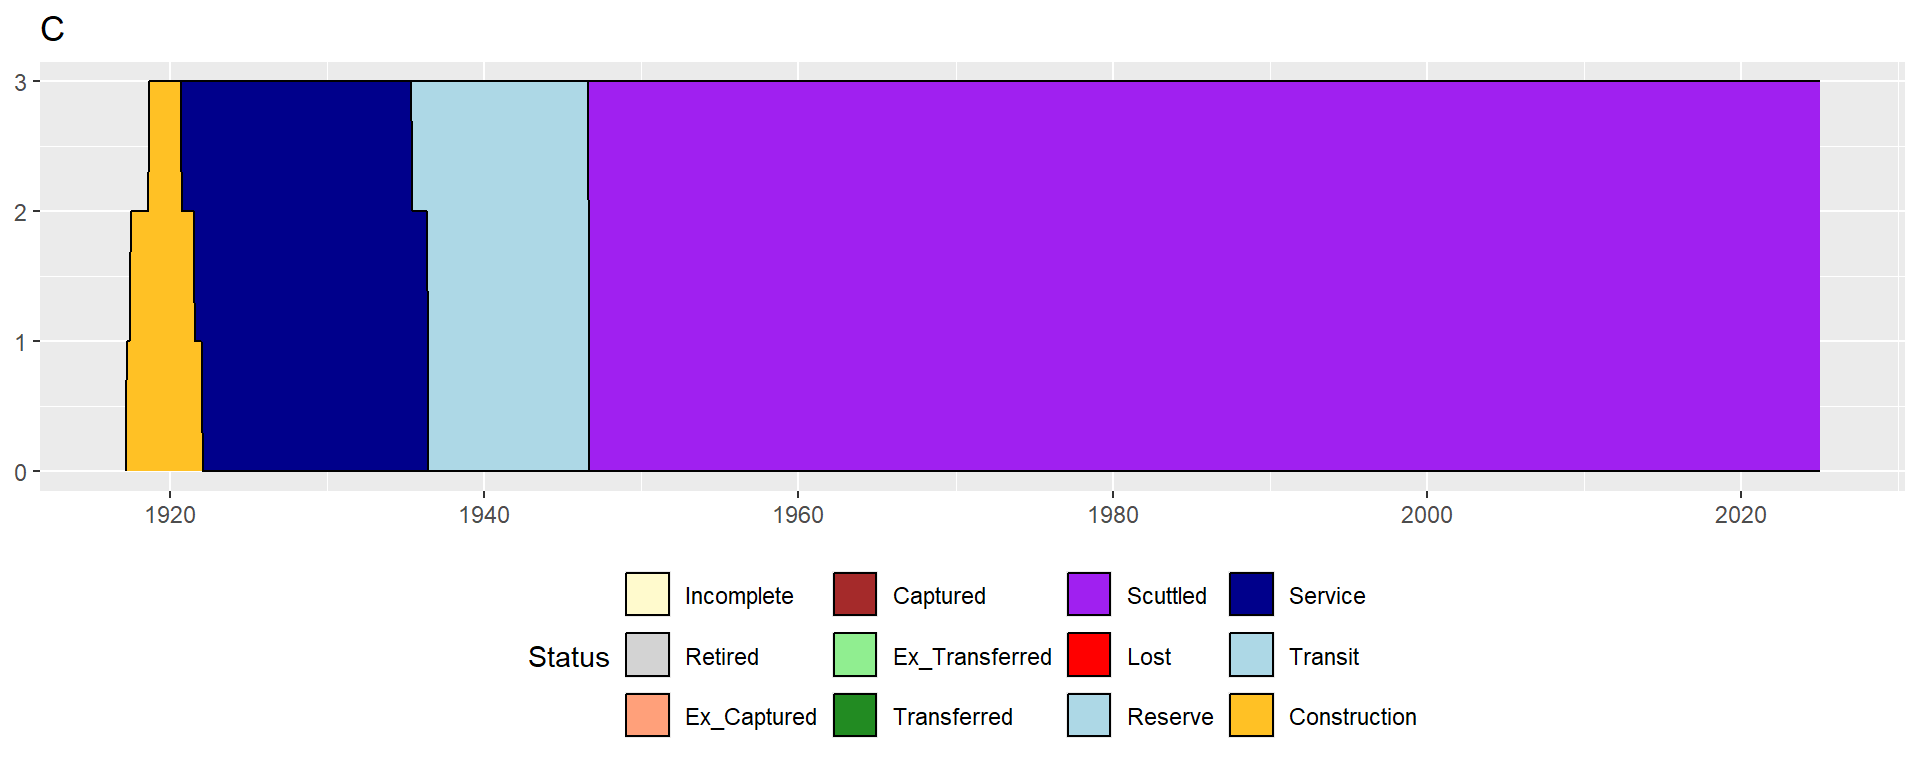 C
3
2
1
0
1920 1940 1960 1980 2000 2020
Status
Incomplete Captured Scuttled Service
Retired Ex_Transferred Lost Transit
Ex_Captured Transferred Reserve Construction